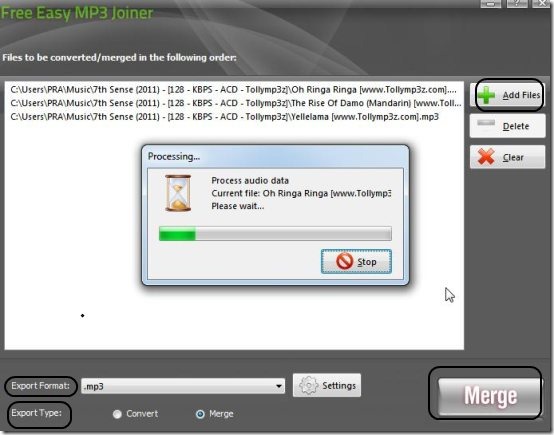 Free Easy MP3 Joiner
Files to be converted/merged in the following order:
C:\Users\PRA\Music\7th Sense (2011) - [128 - KBPS - ACD - Tollymp3z]\Oh Ringa Ringa [www.Tollymp3z.com]....
C:\Users\PRA\Music\7th Sense (2011) - [128 - KBPS - ACD - Tollymp3z]\The Rise Of Damo (Mandarin) [www.Toll...
C:\Users\PRA\Music\7th Sense (2011) - [128 - KBPS - ACD - Tollymp3z]\Yellelama [www.Tollymp3z.com].mp3
Add Files
Delete
Clear
Processing...
Process audio data
Current file: Oh Ringa Ringa [www.Tollymp3
Please wait...
Stop
Export Format:
.mp3
Settings
Export Type:
Convert
Merge
Merge